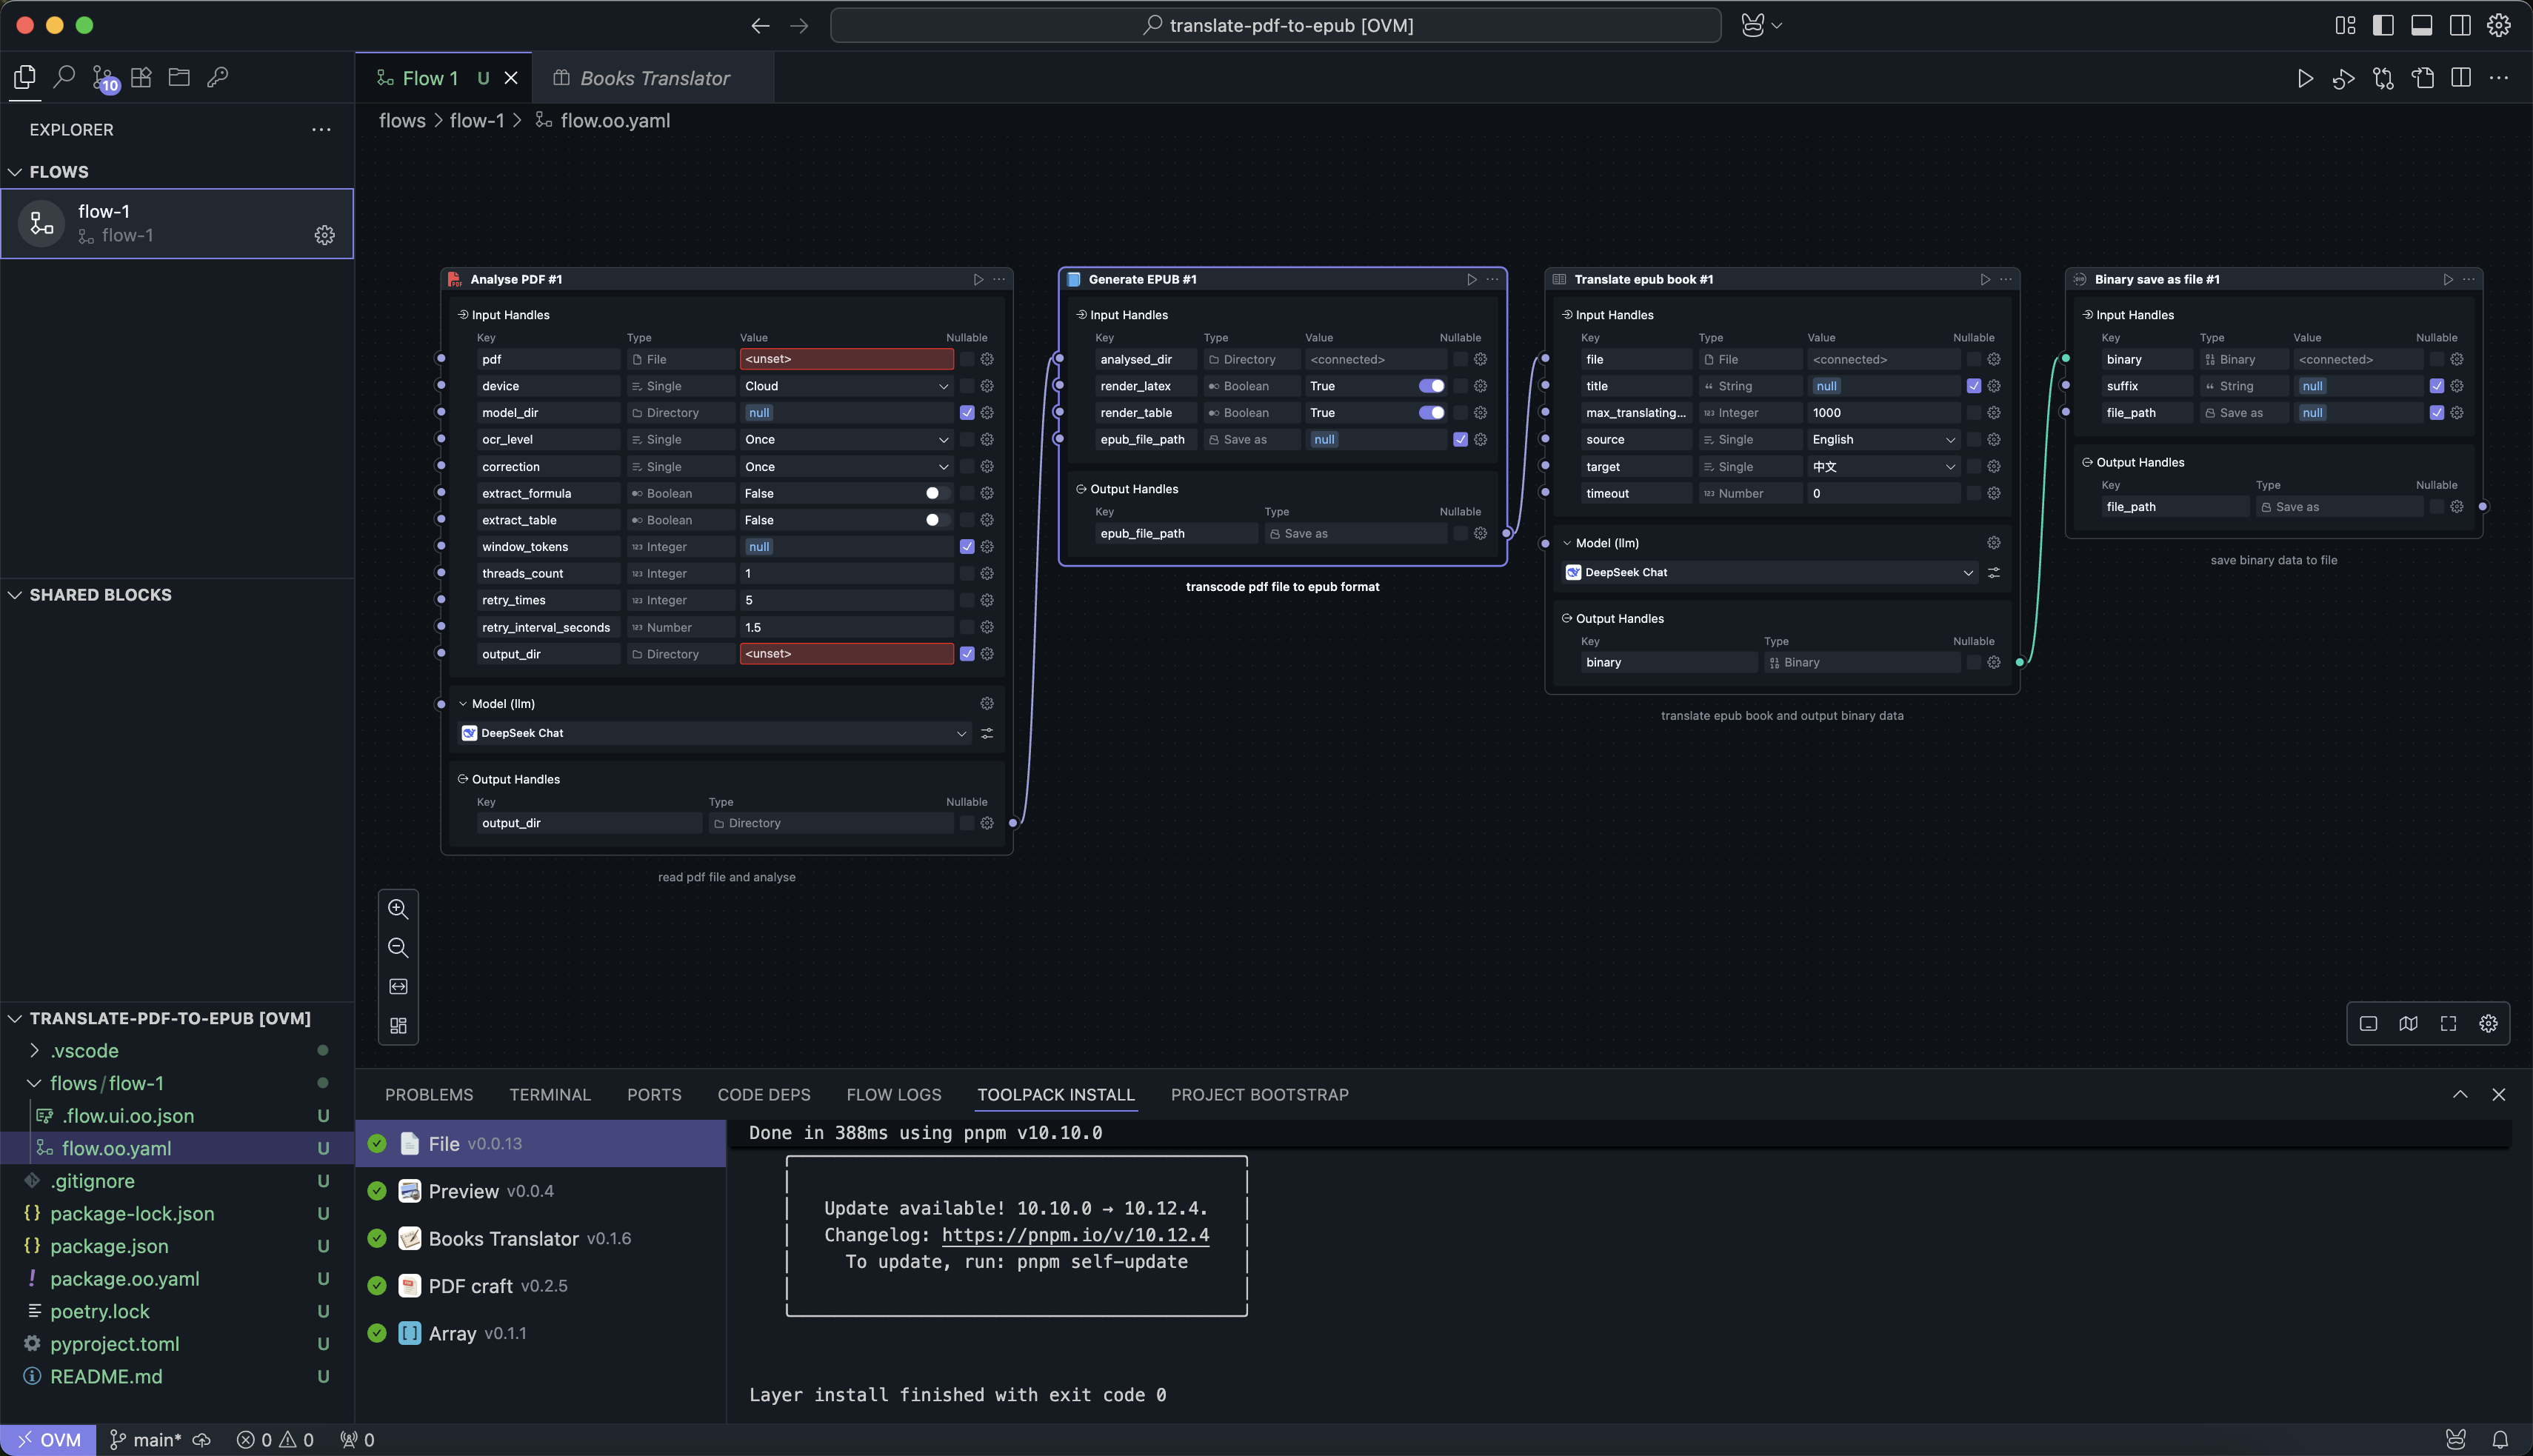 translate-pdf-to-epub [OVM]
10
Flow 1 U
Books Translator
EXPLORER
FLOWS
flow-1
flow-1
SHARED BLOCKS
TRANSLATE-PDF-TO-EPUB [OVM]
.vscode
flows/flow-1
.flow.ui.oo.json U
flow.oo.yaml U
.gitignore U
package-lock.json U
package.json U
package.oo.yaml U
poetry.lock U
pyproject.toml U
README.md U
flows > flow-1 > flow.oo.yaml
Analyse PDF #1
Input Handles
Key Type Value Nullable
pdf File <unset>
device Single Cloud
model_dir Directory null
ocr_level Single Once
correction Single Once
extract_formula Boolean False
extract_table Boolean False
window_tokens Integer null
threads_count Integer 1
retry_times Integer 5
retry_interval_seconds Number 1.5
output_dir Directory <unset>
Model (llm)
DeepSeek Chat
Output Handles
Key Type Nullable
output_dir Directory
read pdf file and analyse
Generate EPUB #1
Input Handles
Key Type Value Nullable
analysed_dir Directory <connected>
render_latex Boolean True
render_table Boolean True
epub_file_path Save as null
Output Handles
Key Type Nullable
epub_file_path Save as
transcode pdf file to epub format
Translate epub book #1
Input Handles
Key Type Value Nullable
file File <connected>
title String null
max_translating... Integer 1000
source Single English
target Single 中文
timeout Number 0
Model (llm)
DeepSeek Chat
Output Handles
Key Type Nullable
binary Binary
translate epub book and output binary data
Binary save as file #1
Input Handles
Key Type Value Nullable
binary Binary <connected>
suffix String null
file_path Save as null
Output Handles
Key Type Nullable
file_path Save as
save binary data to file
PROBLEMS TERMINAL PORTS CODE DEPS FLOW LOGS TOOLPACK INSTALL PROJECT BOOTSTRAP
File v0.0.13
Preview v0.0.4
Books Translator v0.1.6
PDF craft v0.2.5
Array v0.1.1
Done in 388ms using pnpm v10.10.0
Update available! 10.10.0 → 10.12.4.
Changelog: https://pnpm.io/v/10.12.4
To update, run: pnpm self-update
Layer install finished with exit code 0
OVM main* 0 0 0